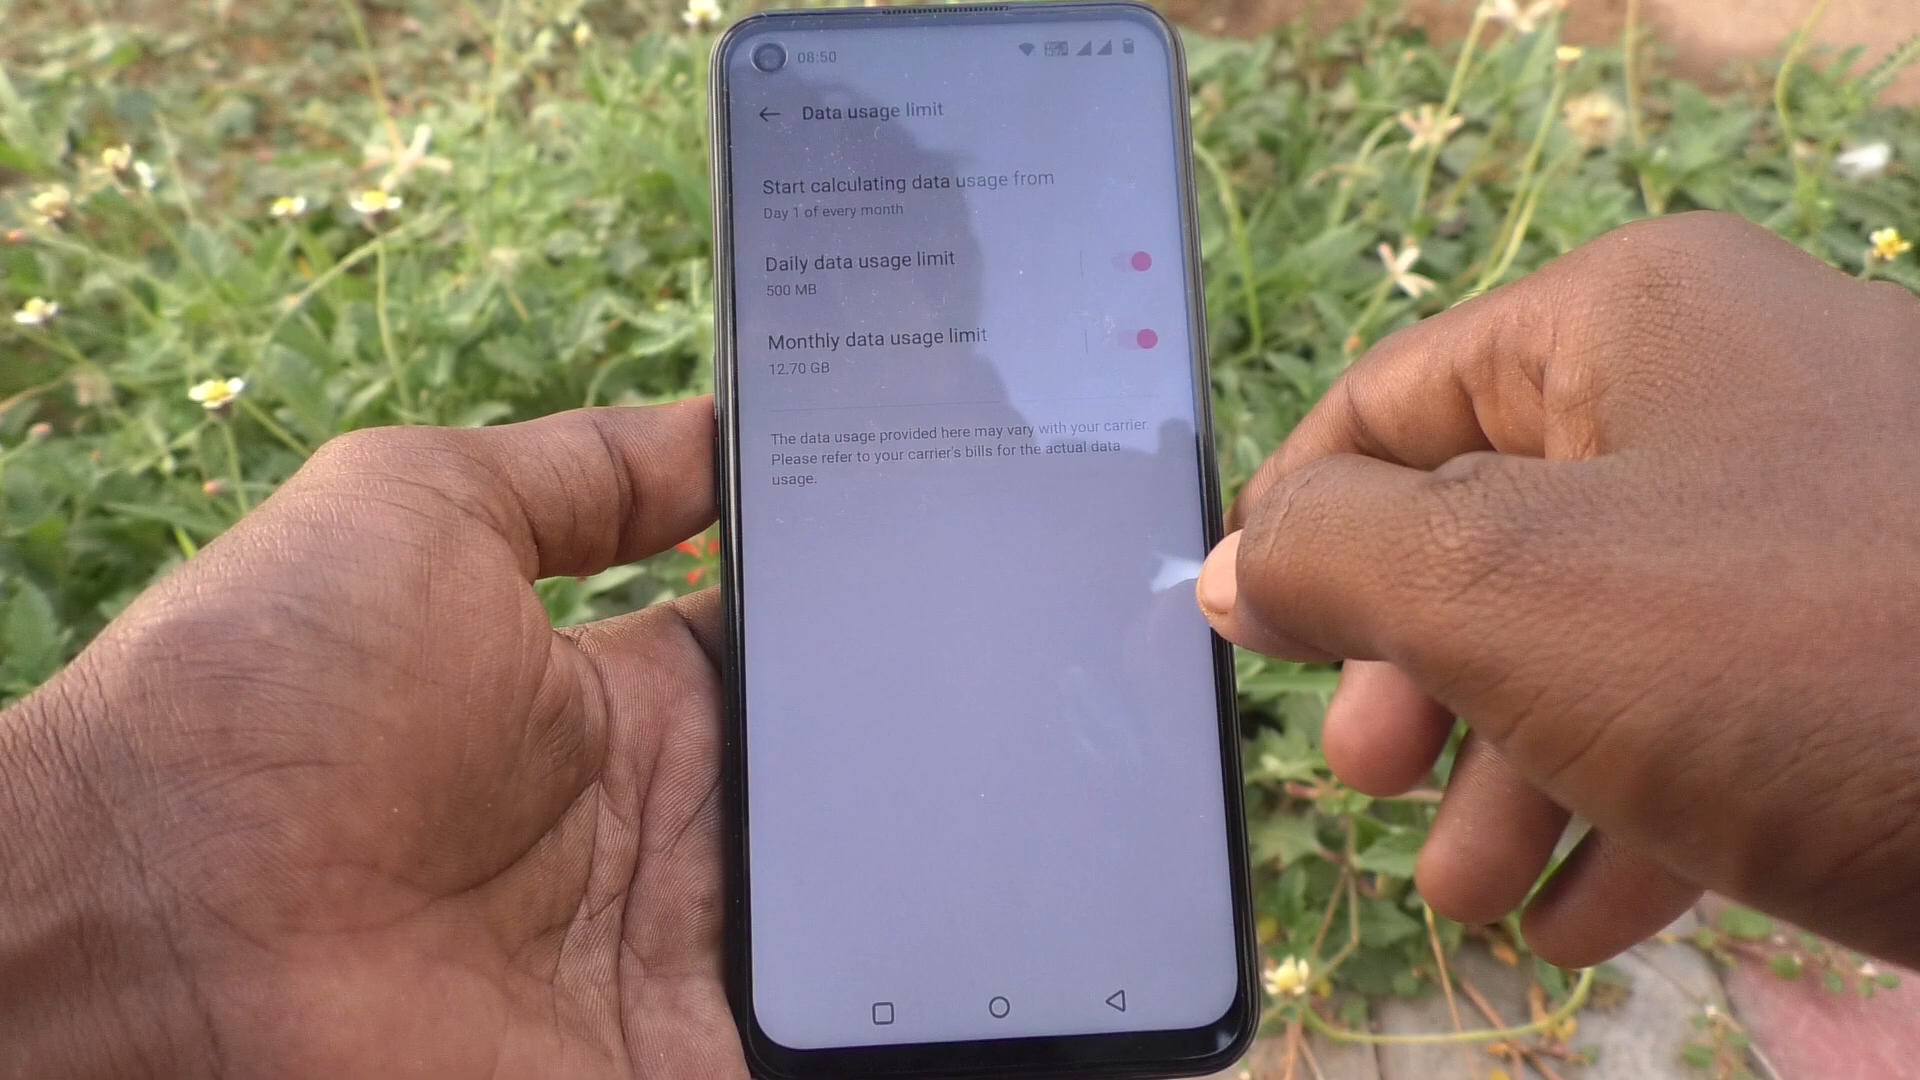 08:50
Data usage limit
Start calculating data usage from
Day 1 of every month
Daily data usage limit
500 MB
Monthly data usage limit
12.70 GB
The data usage provided here may vary with your carrier.
Please refer to your carrier's bills for the actual data
usage.